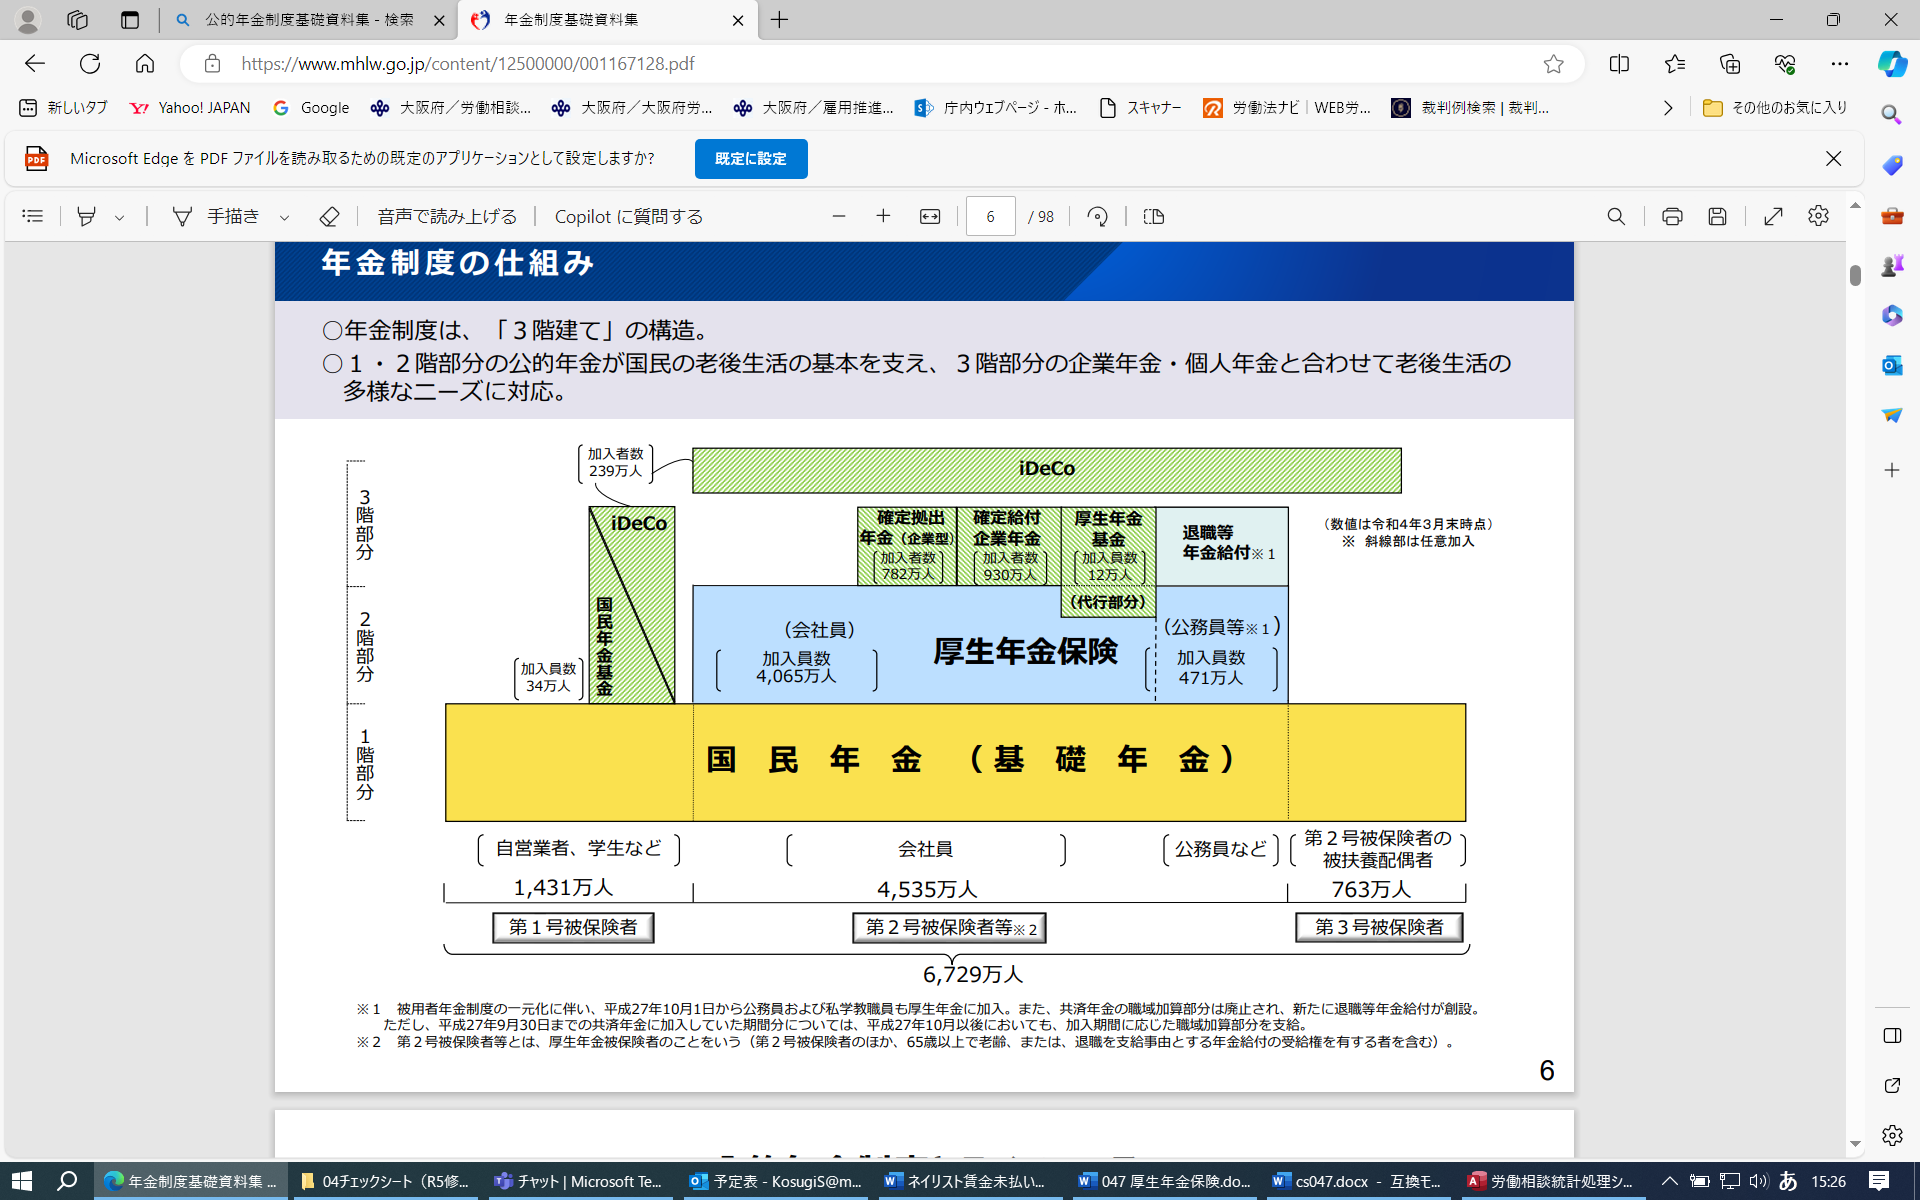 公的年金制度基礎資料集 - 検索
年金制度基礎資料集
https://www.mhlw.go.jp/content/12500000/001167128.pdf
新しいタブ
Yahoo! JAPAN
Google
大阪府／労働相談...
大阪府／大阪府労...
大阪府／雇用推進...
庁内ウェブページ - ホ...
スキャナー
労働法ナビ｜WEB労...
裁判例検索 | 裁判...
その他のお気に入り
Microsoft Edge を PDF ファイルを読み取るための既定のアプリケーションとして設定しますか?
既定に設定
手描き
音声で読み上げる
Copilot に質問する
6
/ 98
年金制度の仕組み
○年金制度は、「３階建て」の構造。
○１・２階部分の公的年金が国民の老後生活の基本を支え、３階部分の企業年金・個人年金と合わせて老後生活の
多様なニーズに対応。
3階部分
2階部分
1階部分
加入者数
239万人
iDeCo
iDeCo
国民年金基金
加入員数
34万人
確定拠出
年金（企業型）
加入者数
782万人
確定給付
企業年金
加入者数
930万人
厚生年金
基金
加入員数
12万人
（代行部分）
退職等
年金給付※１
（数値は令和4年3月末時点）
※ 斜線部は任意加入
（会社員）
加入員数
4,065万人
厚生年金保険
（公務員等※１）
加入員数
471万人
国民年金（基礎年金）
自営業者、学生など
会社員
公務員など
第２号被保険者の
被扶養配偶者
1,431万人
4,535万人
763万人
第１号被保険者
第２号被保険者等※２
第３号被保険者
6,729万人
※１ 被用者年金制度の一元化に伴い、平成27年10月1日から公務員および私学教職員も厚生年金に加入。また、共済年金の職域加算部分は廃止され、新たに退職等年金給付が創設。
ただし、平成27年9月30日までの共済年金に加入していた期間分については、平成27年10月以後においても、加入期間に応じた職域加算部分を支給。
※２ 第２号被保険者等とは、厚生年金被保険者のことをいう（第２号被保険者のほか、65歳以上で老齢、または、退職を支給事由とする年金給付の受給権を有する者を含む）。
6
年金制度基礎資料集 ...
04チェックシート（R5修...
チャット | Microsoft Te...
予定表 - KosugiS@m...
ネイリスト賃金未払い...
047 厚生年金保険.do...
cs047.docx - 互換モ...
労働相談統計処理シ...
あ
15:26